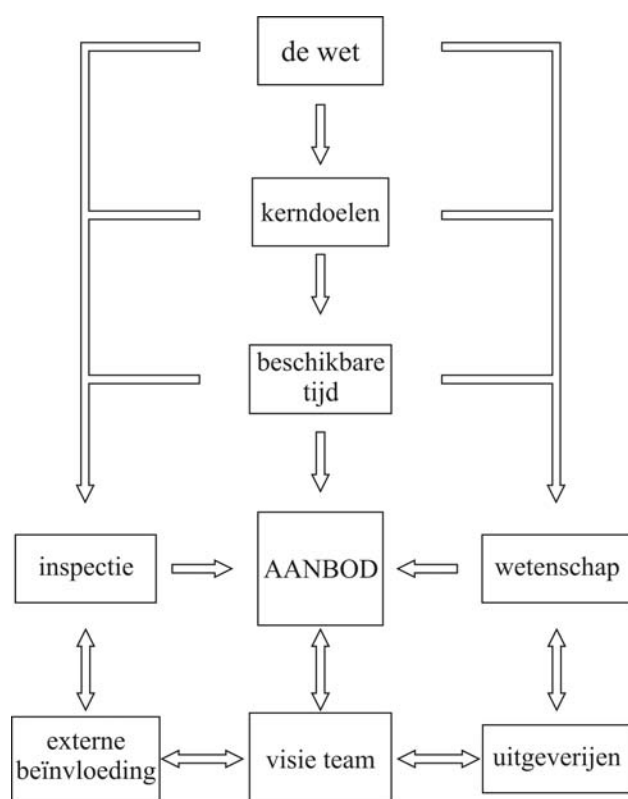 de wet
kerndoelen
beschikbare
tijd
inspectie
AANBOD
wetenschap
externe
beïnvloeding
visie team
uitgeverijen